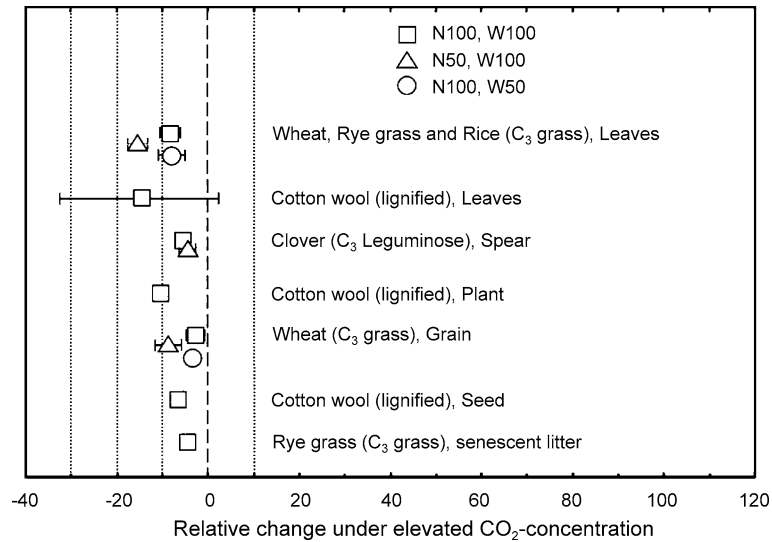 N100, W100
N50, W100
N100, W50
Wheat, Rye grass and Rice (C₃ grass), Leaves
Cotton wool (lignified), Leaves
Clover (C₃ Leguminose), Spear
Cotton wool (lignified), Plant
Wheat (C₃ grass), Grain
Cotton wool (lignified), Seed
Rye grass (C₃ grass), senescent litter
-40 -20 0 20 40 60 80 100 120
Relative change under elevated CO₂-concentration